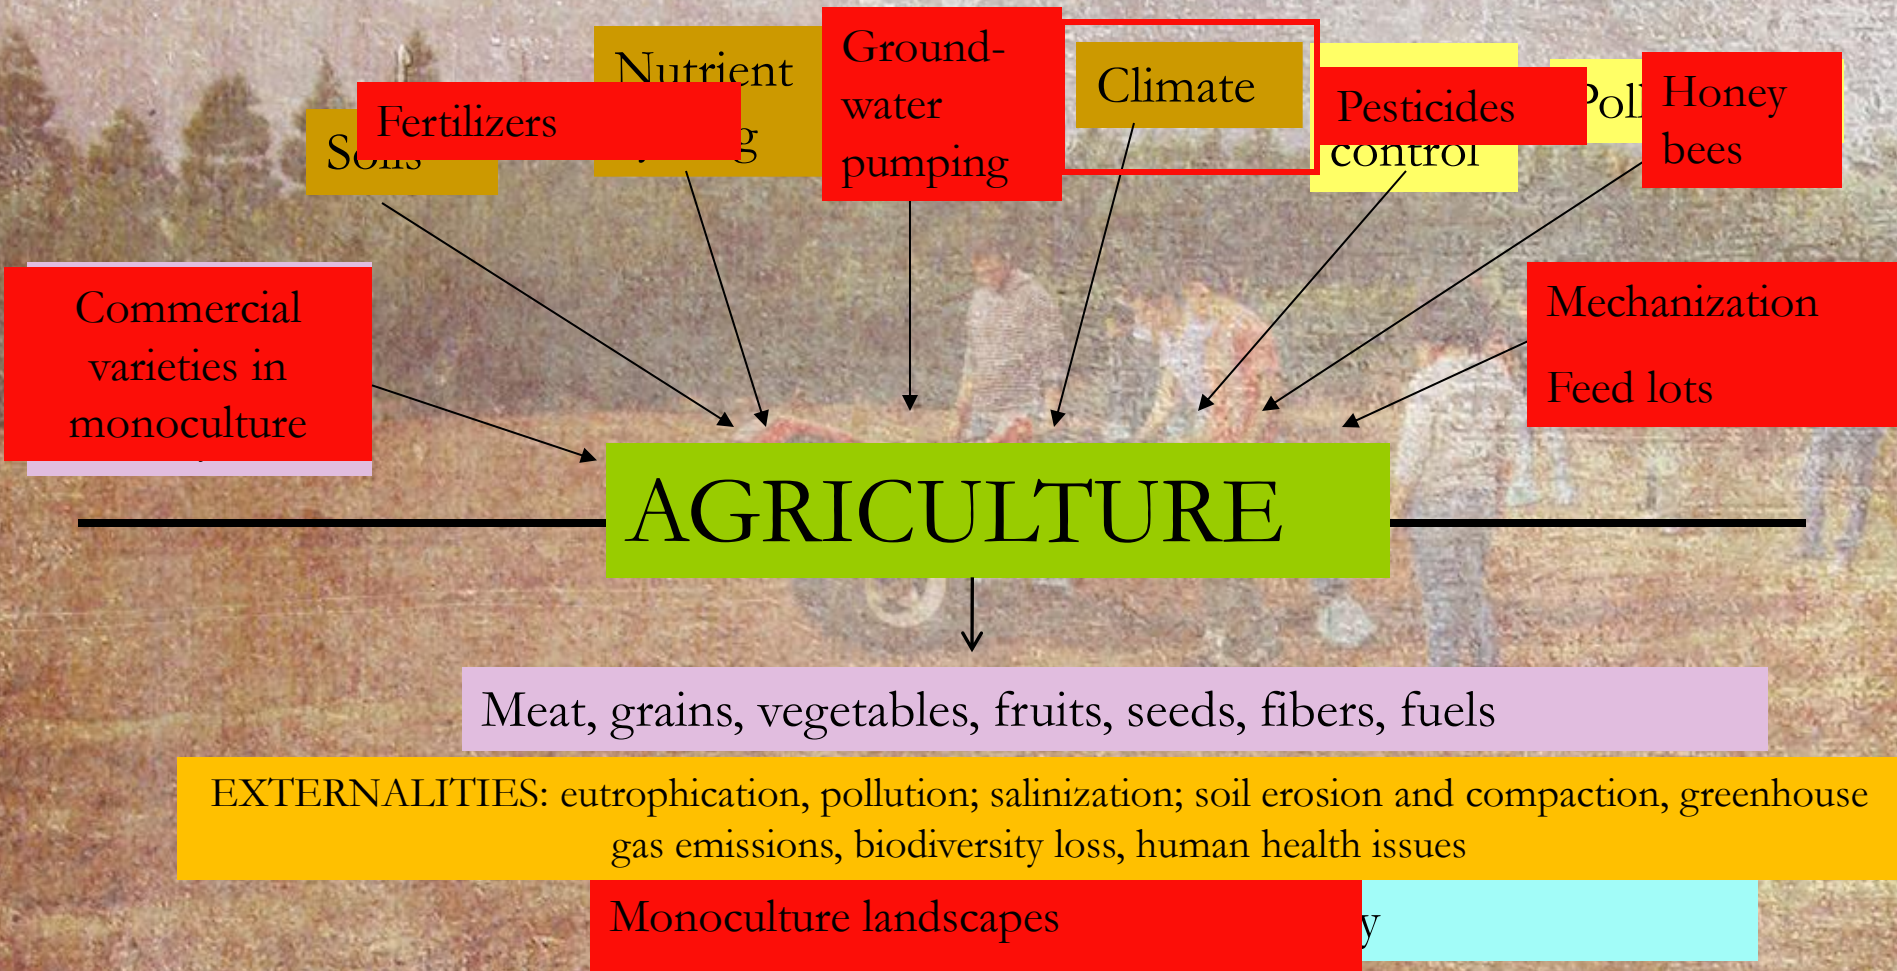 Nutrient
Soils
Fertilizers
Ground-
water
pumping
Climate
Pesticides
control
Honey
bees
Commercial
varieties in
monoculture
Mechanization
Feed lots
AGRICULTURE
Meat, grains, vegetables, fruits, seeds, fibers, fuels
EXTERNALITIES: eutrophication, pollution; salinization; soil erosion and compaction, greenhouse
gas emissions, biodiversity loss, human health issues
Monoculture landscapes